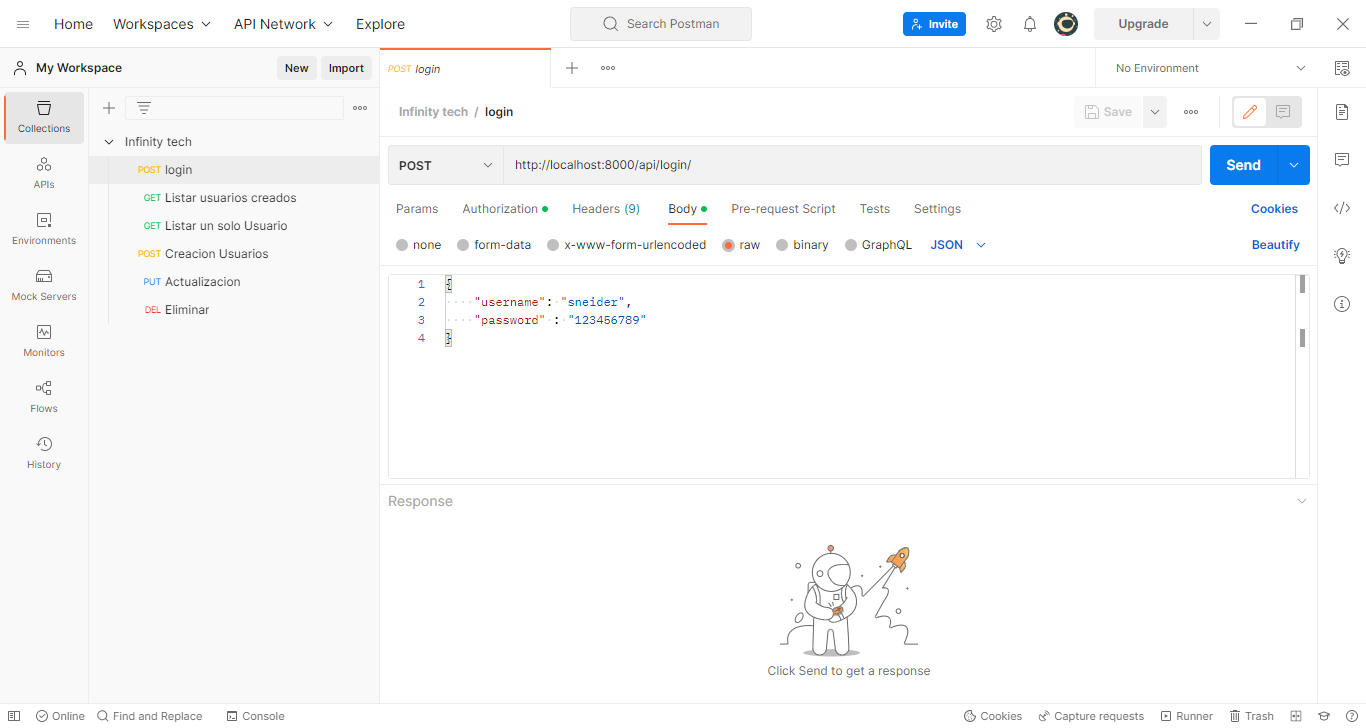 Home Workspaces API Network Explore Search Postman Invite Upgrade
My Workspace New Import POST login No Environment
Collections
APIs
Environments
Mock Servers
Monitors
Flows
History
Infinity tech
POST login
GET Listar usuarios creados
GET Listar un solo Usuario
POST Creacion Usuarios
PUT Actualizacion
DEL Eliminar
Infinity tech / login Save
POST http://localhost:8000/api/login/ Send
Params Authorization Headers (9) Body Pre-request Script Tests Settings Cookies
none form-data x-www-form-urlencoded raw binary GraphQL JSON Beautify
1 {
2 "username": "sneider",
3 "password" : "123456789"
4 }
Response
Click Send to get a response
Online Find and Replace Console Cookies Capture requests Runner Trash